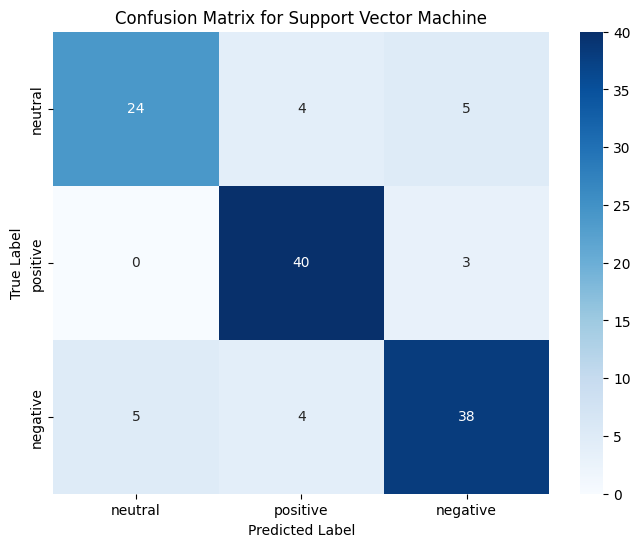 Confusion Matrix for Support Vector Machine
True Label
neutral
positive
negative
24 4 5
0 40 3
5 4 38
neutral positive negative
Predicted Label
40
35
30
25
20
15
10
5
0